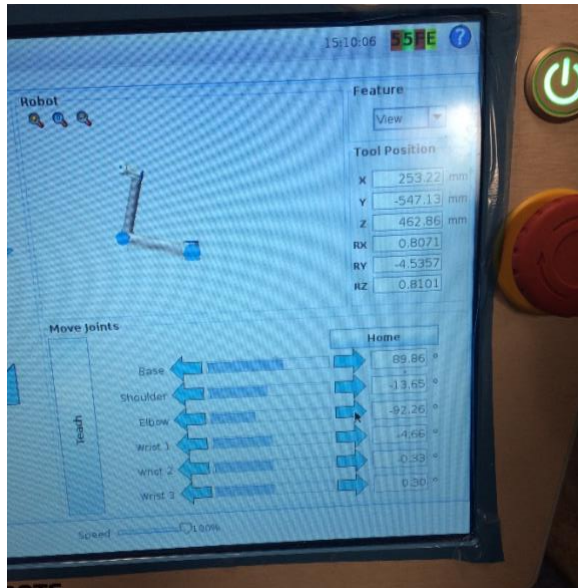 15:10:06 55FE ?
Robot
Feature
View
Tool Position
X 253.22 mm
Y -547.13 mm
Z 462.86 mm
RX 0.8071
RY -4.5357
RZ 0.8101
Move Joints
Home
Base 89.86 °
Shoulder -13.65 °
Elbow -92.26 °
Wrist 1 -4.66 °
Wrist 2 0.33 °
Wrist 3 0.30 °
Teach
Speed 100%